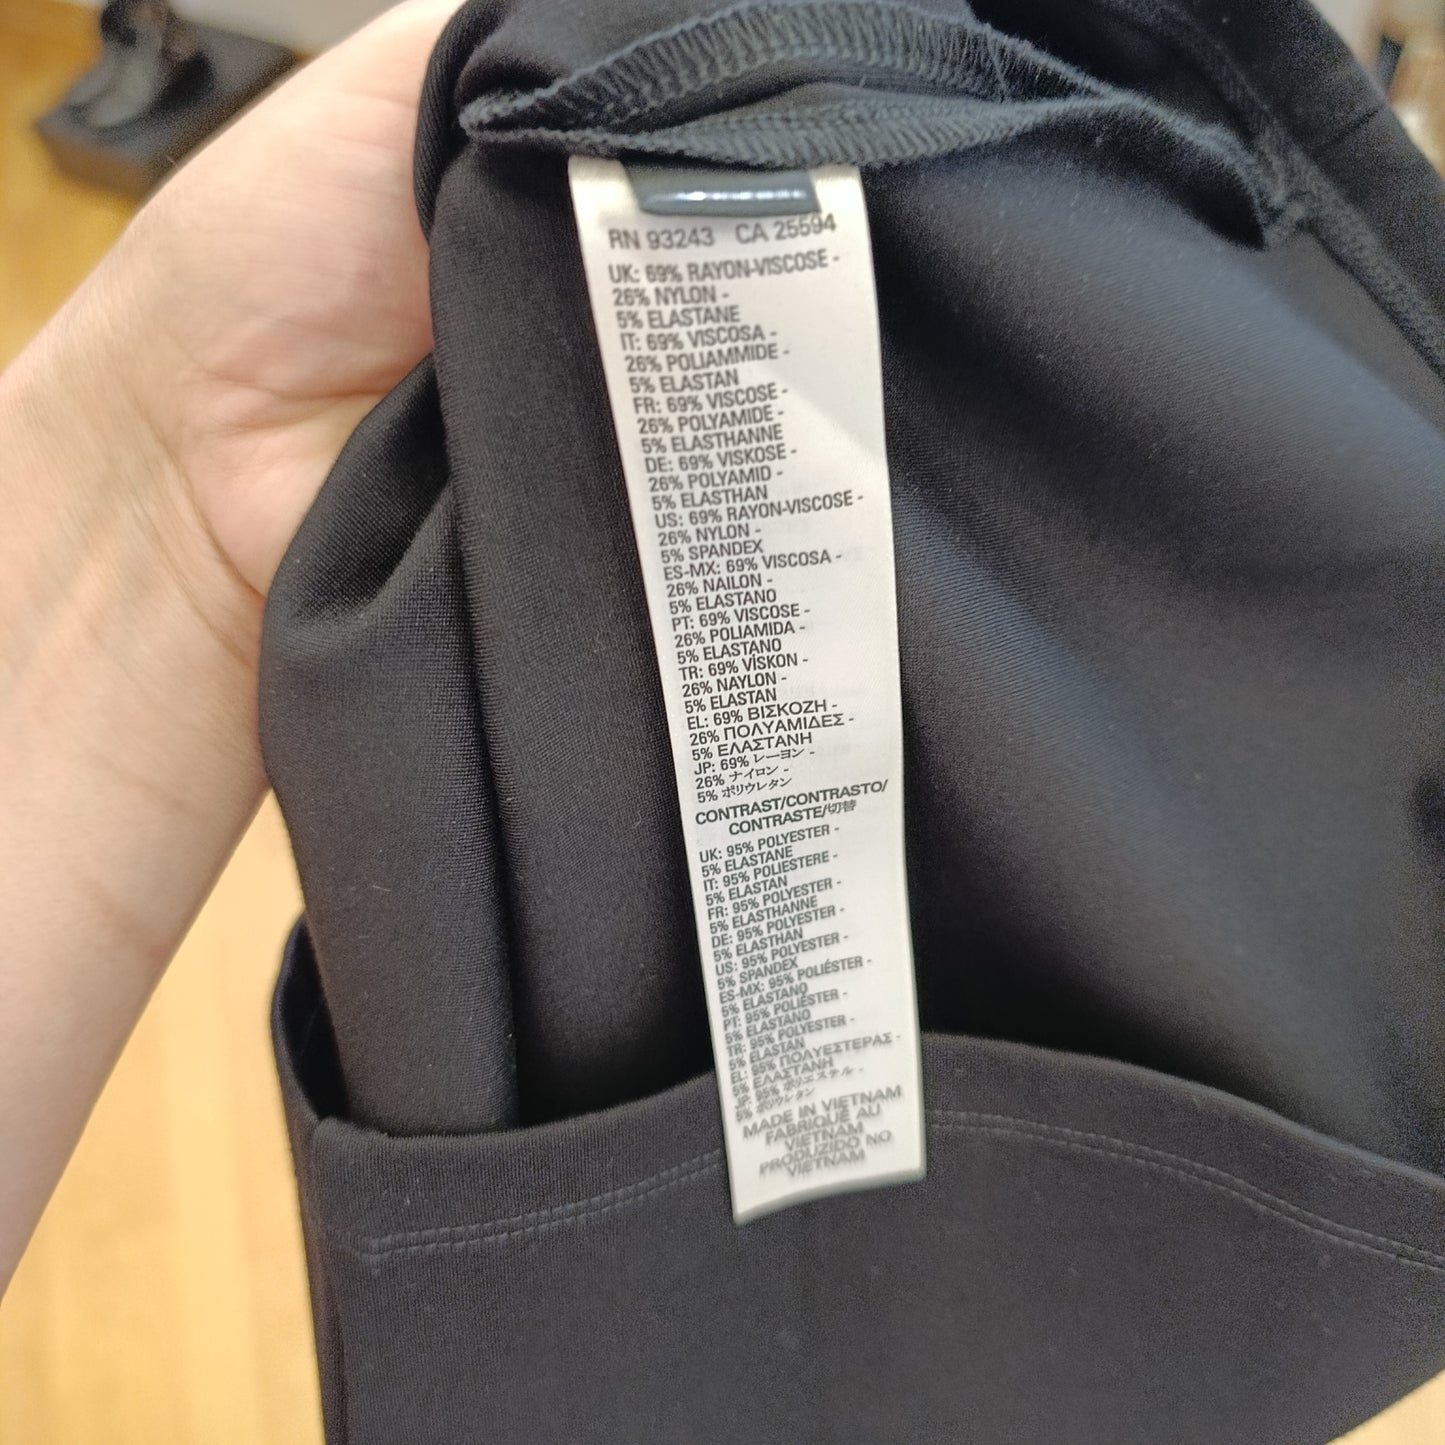 RN 93243 CA 25594
UK: 69% RAYON-VISCOSE -
26% NYLON -
5% ELASTANE
IT: 69% VISCOSA -
26% POLIAMMIDE -
5% ELASTAN
FR: 69% VISCOSE -
26% POLYAMIDE -
5% ELASTHANNE
DE: 69% VISKOSE -
26% POLYAMID -
5% ELASTHAN
US: 69% RAYON-VISCOSE -
26% NYLON -
5% SPANDEX
ES-MX: 69% VISCOSA -
26% NAILON -
5% ELASTANO
PT: 69% VISCOSE -
26% POLIAMIDA -
5% ELASTANO
TR: 69% VİSKON -
26% NAYLON -
5% ELASTAN
EL: 69% ΒΙΣΚΟΖΗ -
26% ΠΟΛΥΑΜΙΔΕΣ -
5% ΕΛΑΣΤΑΝΗ
JP: 69% レーヨン -
26% ナイロン -
5% ポリウレタン
CONTRAST/CONTRASTO/
CONTRASTE/切替
UK: 95% POLYESTER -
5% ELASTANE
IT: 95% POLIESTERE -
5% ELASTAN
FR: 95% POLYESTER -
5% ELASTHANNE
DE: 95% POLYESTER -
5% ELASTHAN
US: 95% POLYESTER -
5% SPANDEX
ES-MX: 95% POLIÉSTER -
5% ELASTANO
PT: 95% POLIÉSTER -
5% ELASTANO
TR: 95% POLYESTER -
5% ELASTAN
EL: 95% ΠΟΛΥΕΣΤΕΡΑΣ -
5% ΕΛΑΣΤΑΝΗ
JP: 95% ポリエステル -
5% ポリウレタン
MADE IN VIETNAM
FABRIQUÉ AU
VIETNAM
PRODUZIDO NO
VIETNAM